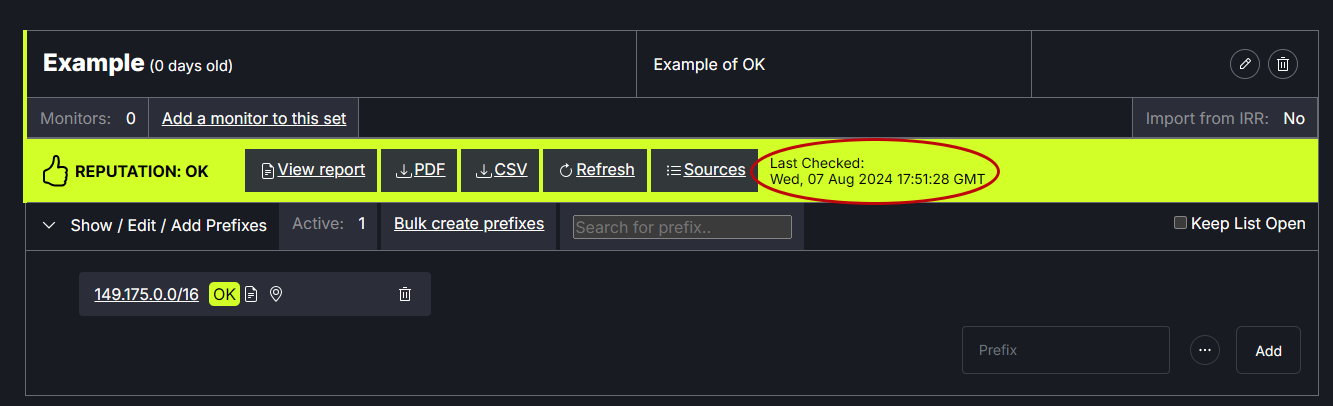 Example (0 days old)
Example of OK
Monitors: 0
Add a monitor to this set
Import from IRR: No
REPUTATION: OK
View report
PDF
CSV
Refresh
Sources
Last Checked:
Wed, 07 Aug 2024 17:51:28 GMT
Show / Edit / Add Prefixes
Active: 1
Bulk create prefixes
Search for prefix..
Keep List Open
149.175.0.0/16 OK
Prefix
...
Add